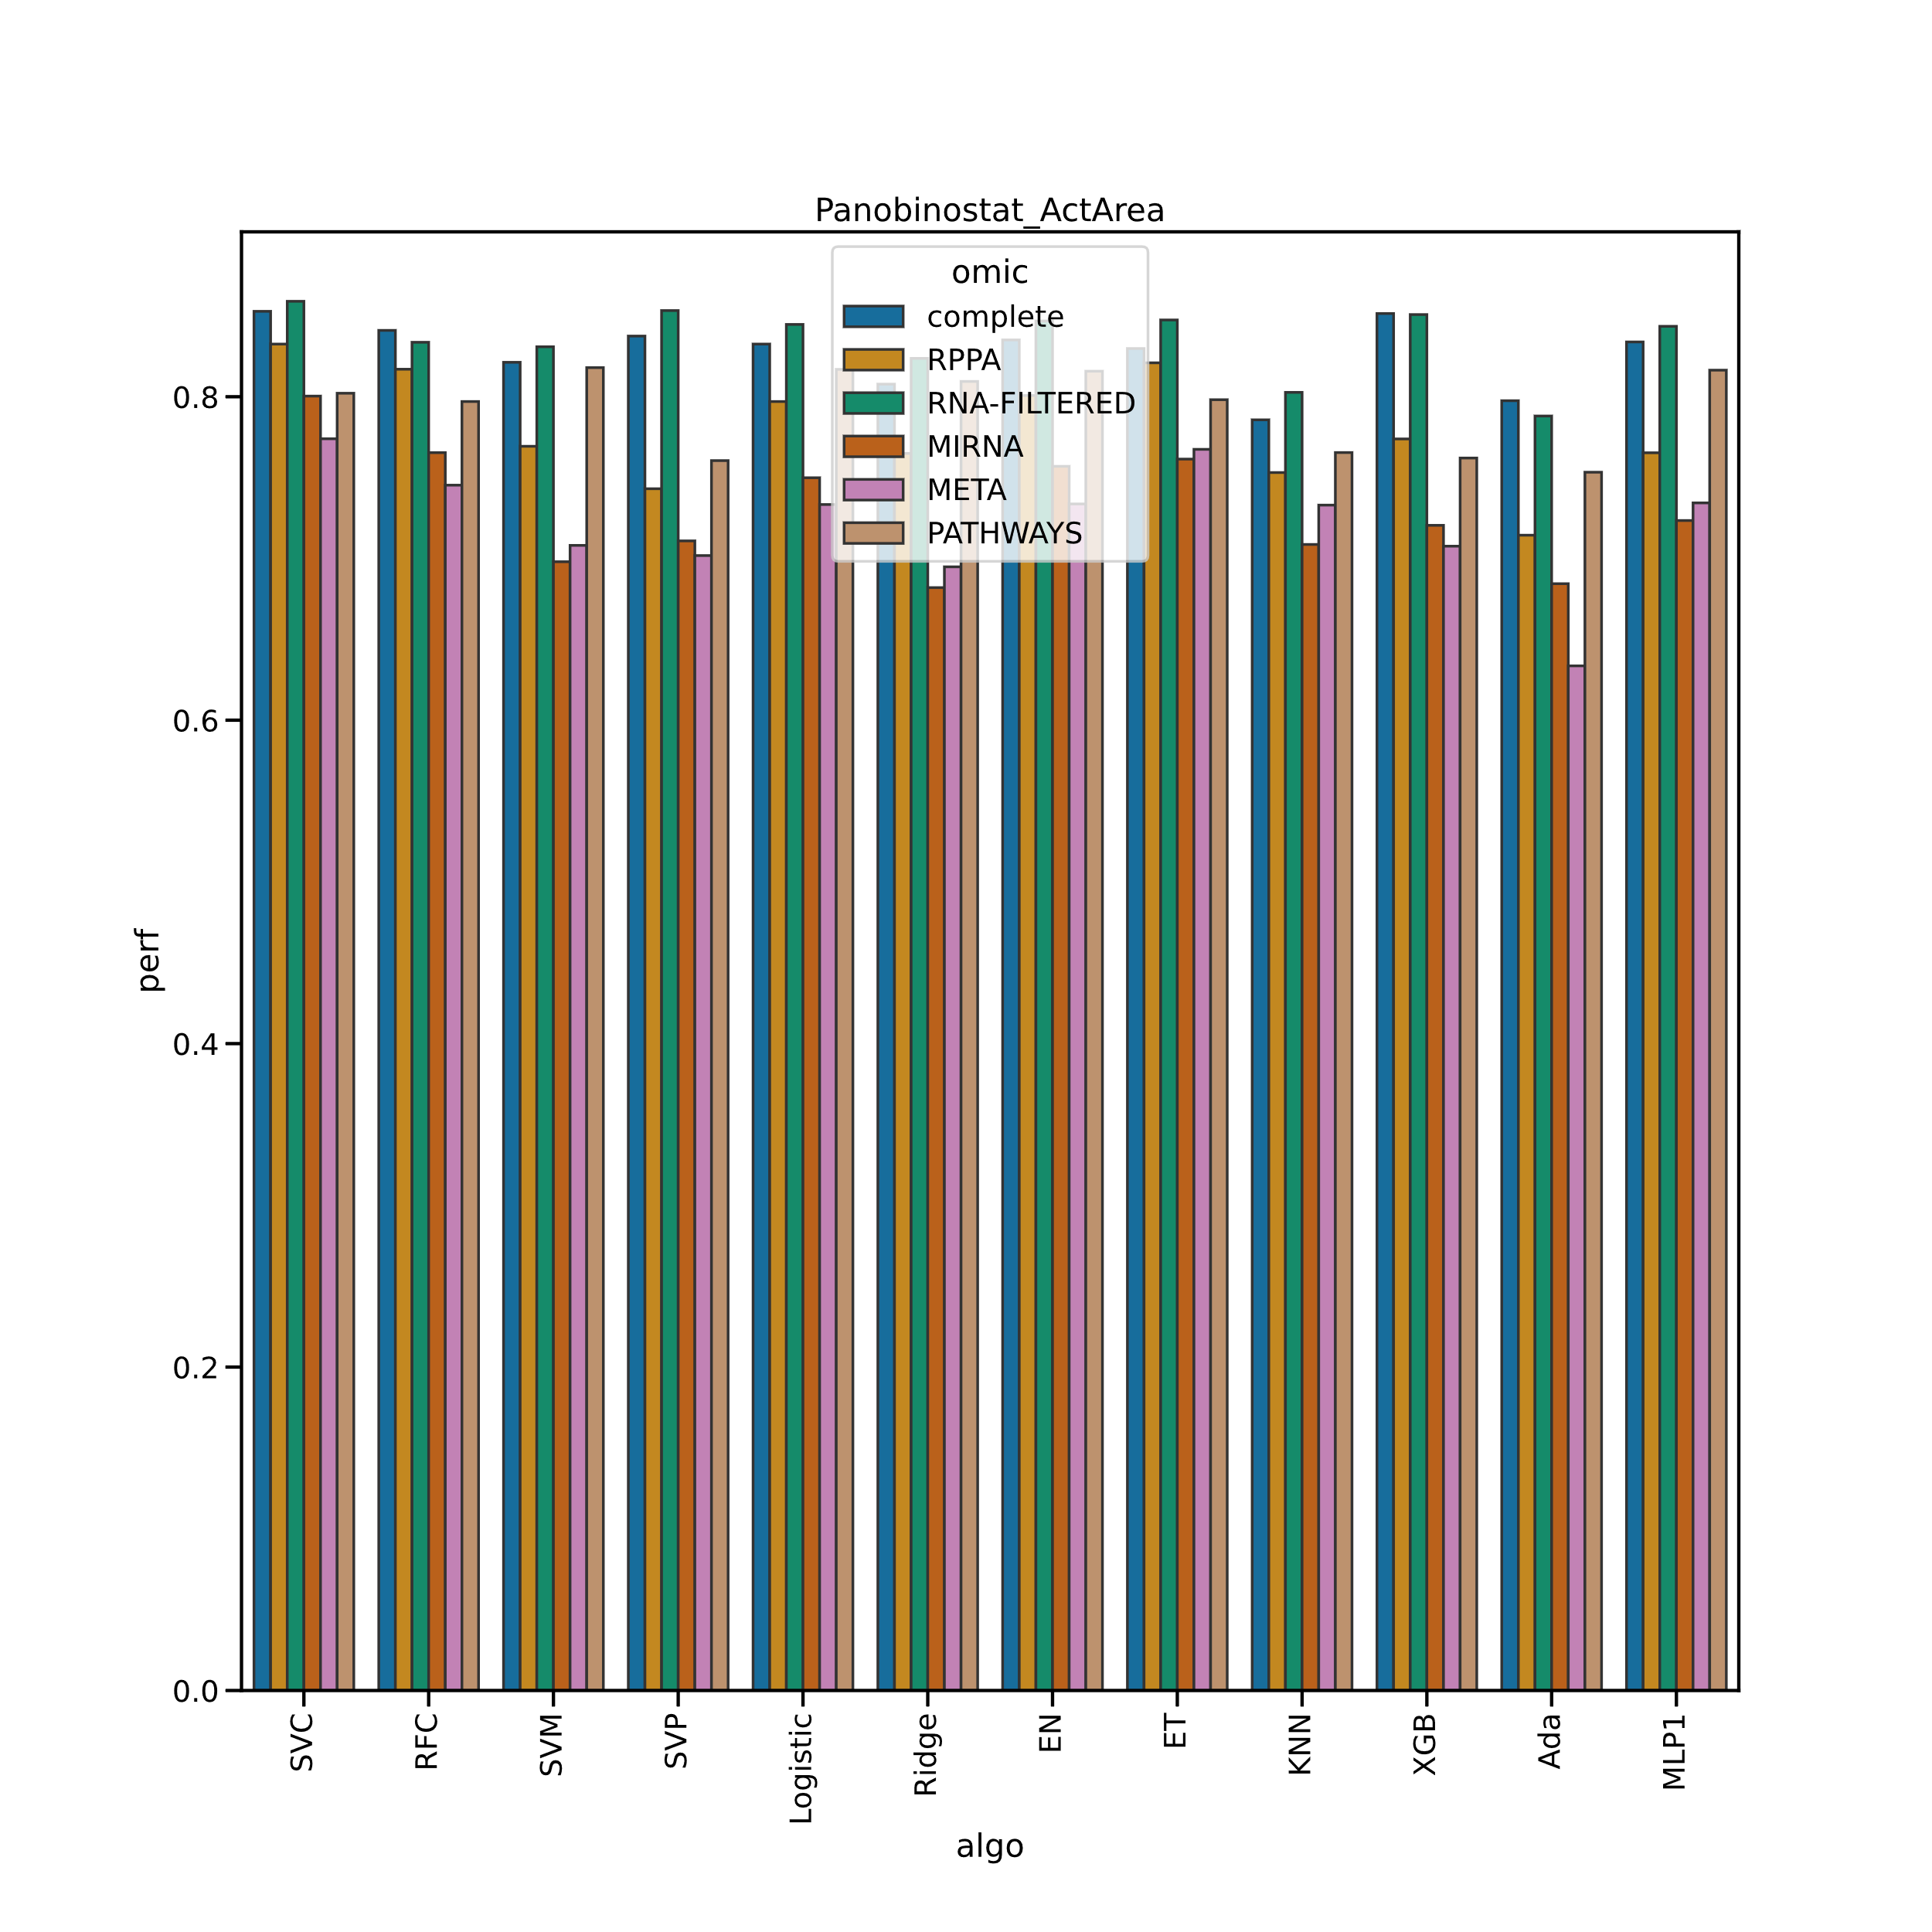 Panobinostat_ActArea
omic
complete
RPPA
RNA-FILTERED
MIRNA
META
PATHWAYS
perf
0.8
0.6
0.4
0.2
0.0
SVC
RFC
SVM
SVP
Logistic
Ridge
EN
ET
KNN
XGB
Ada
MLP1
algo